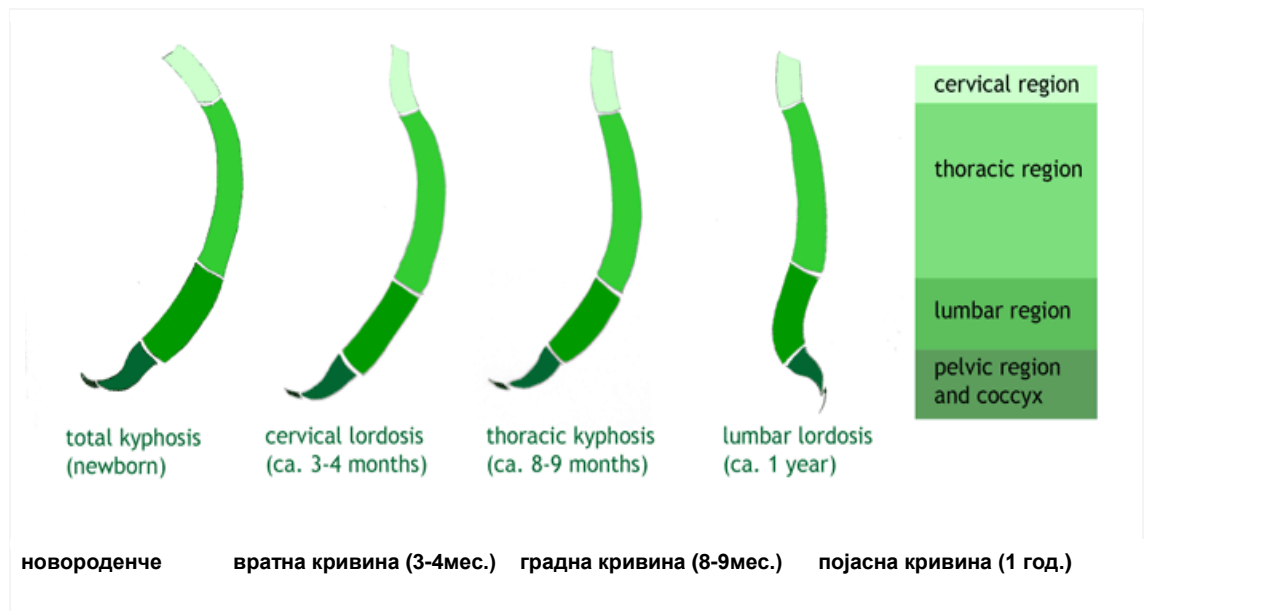 cervical region
thoracic region
lumbar region
pelvic region
and coccyx
total kyphosis
(newborn)
cervical lordosis
(ca. 3-4 months)
thoracic kyphosis
(ca. 8-9 months)
lumbar lordosis
(ca. 1 year)
новороденче вратна кривина (3-4мес.) градна кривина (8-9мес.) појасна кривина (1 год.)